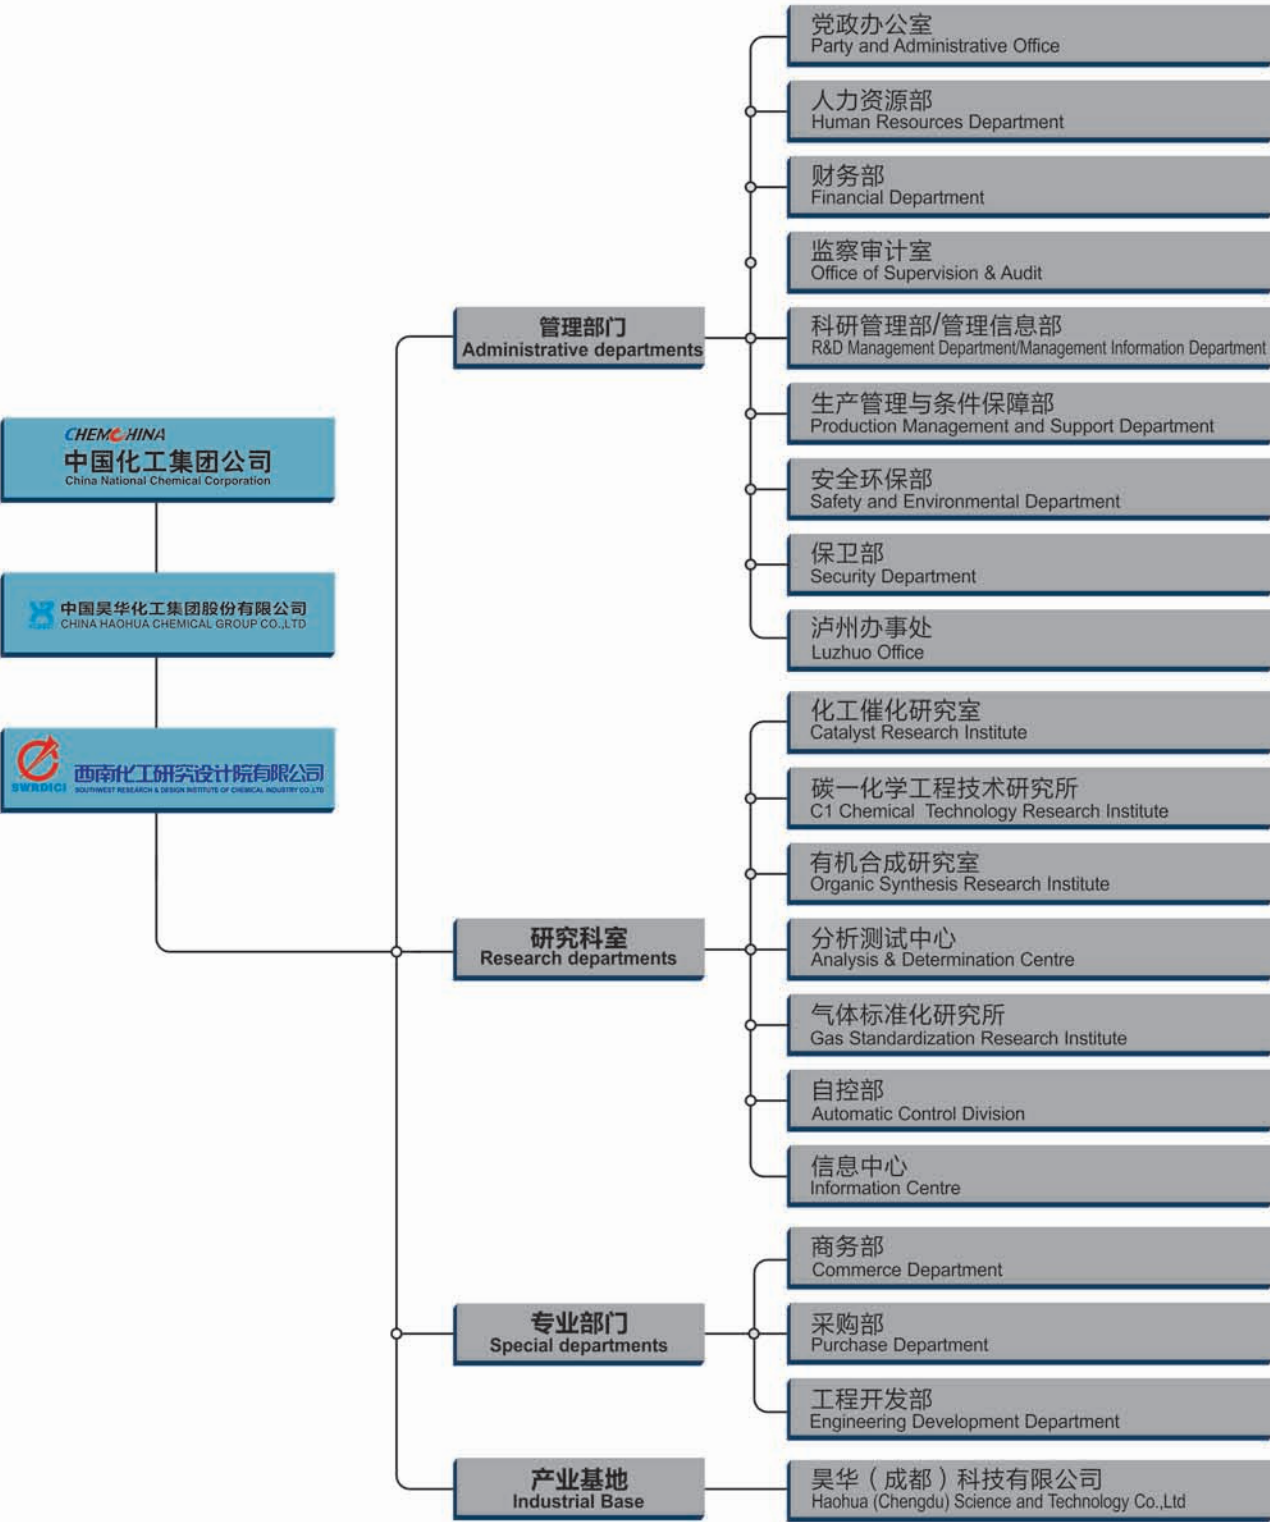 CHEMCHINA
中国化工集团公司
China National Chemical Corporation
中国昊华化工集团股份有限公司
CHINA HAOHUA CHEMICAL GROUP CO.,LTD
SWRDICI
西南化工研究设计院有限公司
SOUTHWEST RESEARCH & DESIGN INSTITUTE OF CHEMICAL INDUSTRY CO.,LTD
管理部门
Administrative departments
党政办公室
Party and Administrative Office
人力资源部
Human Resources Department
财务部
Financial Department
监察审计室
Office of Supervision & Audit
科研管理部/管理信息部
R&D Management Department/Management Information Department
生产管理与条件保障部
Production Management and Support Department
安全环保部
Safety and Environmental Department
保卫部
Security Department
泸州办事处
Luzhuo Office
研究科室
Research departments
化工催化研究室
Catalyst Research Institute
碳一化学工程技术研究所
C1 Chemical Technology Research Institute
有机合成研究室
Organic Synthesis Research Institute
分析测试中心
Analysis & Determination Centre
气体标准化研究所
Gas Standardization Research Institute
自控部
Automatic Control Division
信息中心
Information Centre
专业部门
Special departments
商务部
Commerce Department
采购部
Purchase Department
工程开发部
Engineering Development Department
产业基地
Industrial Base
昊华（成都）科技有限公司
Haohua (Chengdu) Science and Technology Co.,Ltd